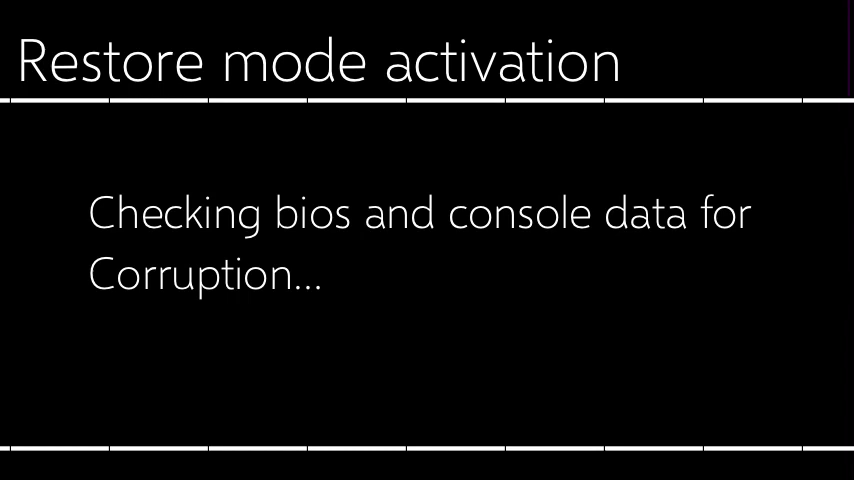 Restore mode activation
Checking bios and console data for
Corruption...